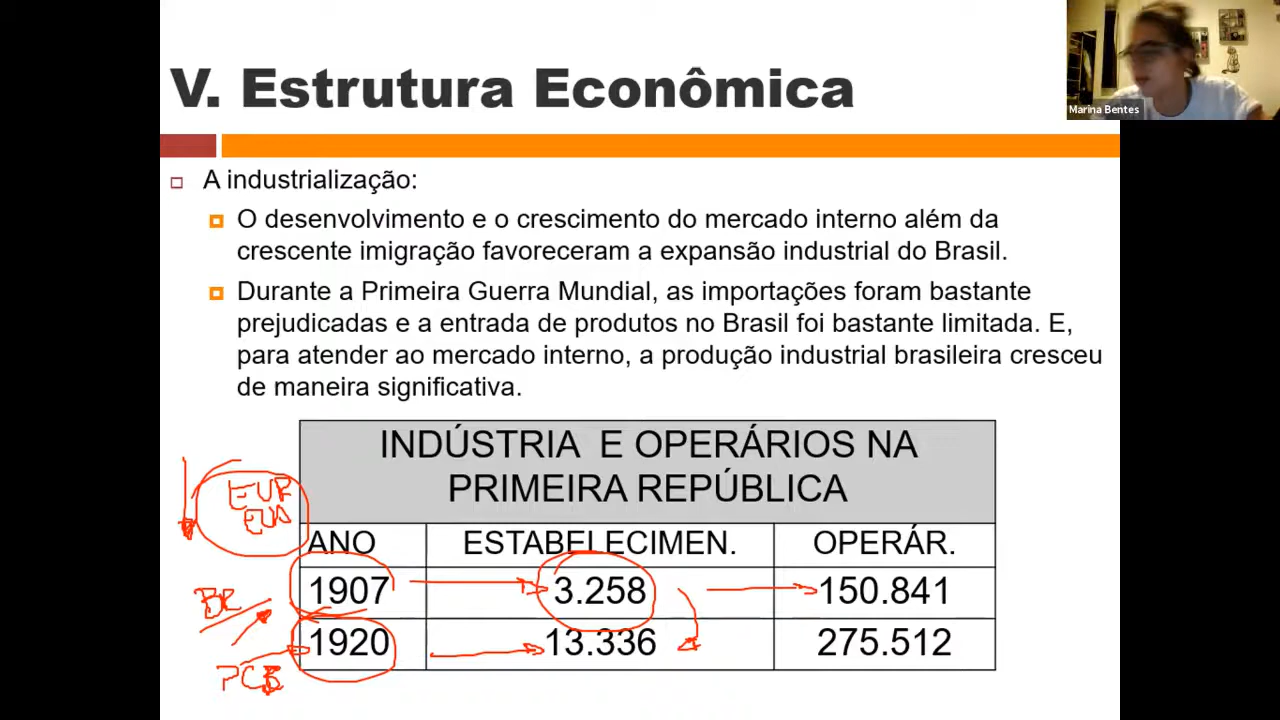 V. Estrutura Econômica
Marina Bentes
A industrialização:
O desenvolvimento e o crescimento do mercado interno além da
crescente imigração favoreceram a expansão industrial do Brasil.
Durante a Primeira Guerra Mundial, as importações foram bastante
prejudicadas e a entrada de produtos no Brasil foi bastante limitada. E,
para atender ao mercado interno, a produção industrial brasileira cresceu
de maneira significativa.
INDÚSTRIA E OPERÁRIOS NA
PRIMEIRA REPÚBLICA
EUR
EUA
ANO ESTABELECIMEN. OPERÁR.
1907 3.258 150.841
BR
1920 13.336 275.512
PCB